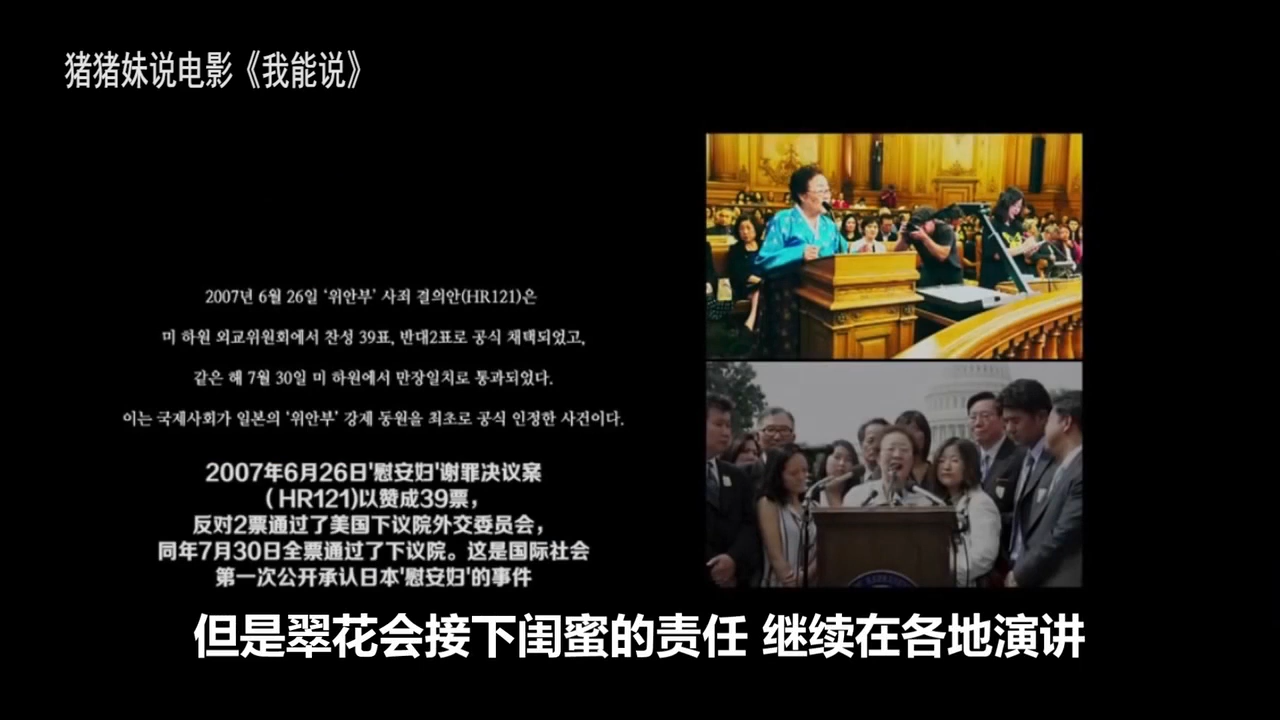 猪猪妹说电影《我能说》
2007년 6월 26일 ‘위안부’ 사죄 결의안(HR121)은
미 하원 외교위원회에서 찬성 39표, 반대2표로 공식 채택되었고,
같은 해 7월 30일 미 하원에서 만장일치로 통과되었다.
이는 국제사회가 일본의 ‘위안부’ 강제 동원을 최초로 공식 인정한 사건이다.
2007年6月26日'慰安妇'谢罪决议案
（HR121)以赞成39票，
反对2票通过了美国下议院外交委员会，
同年7月30日全票通过了下议院。这是国际社会
第一次公开承认日本'慰安妇'的事件
但是翠花会接下闺蜜的责任 继续在各地演讲